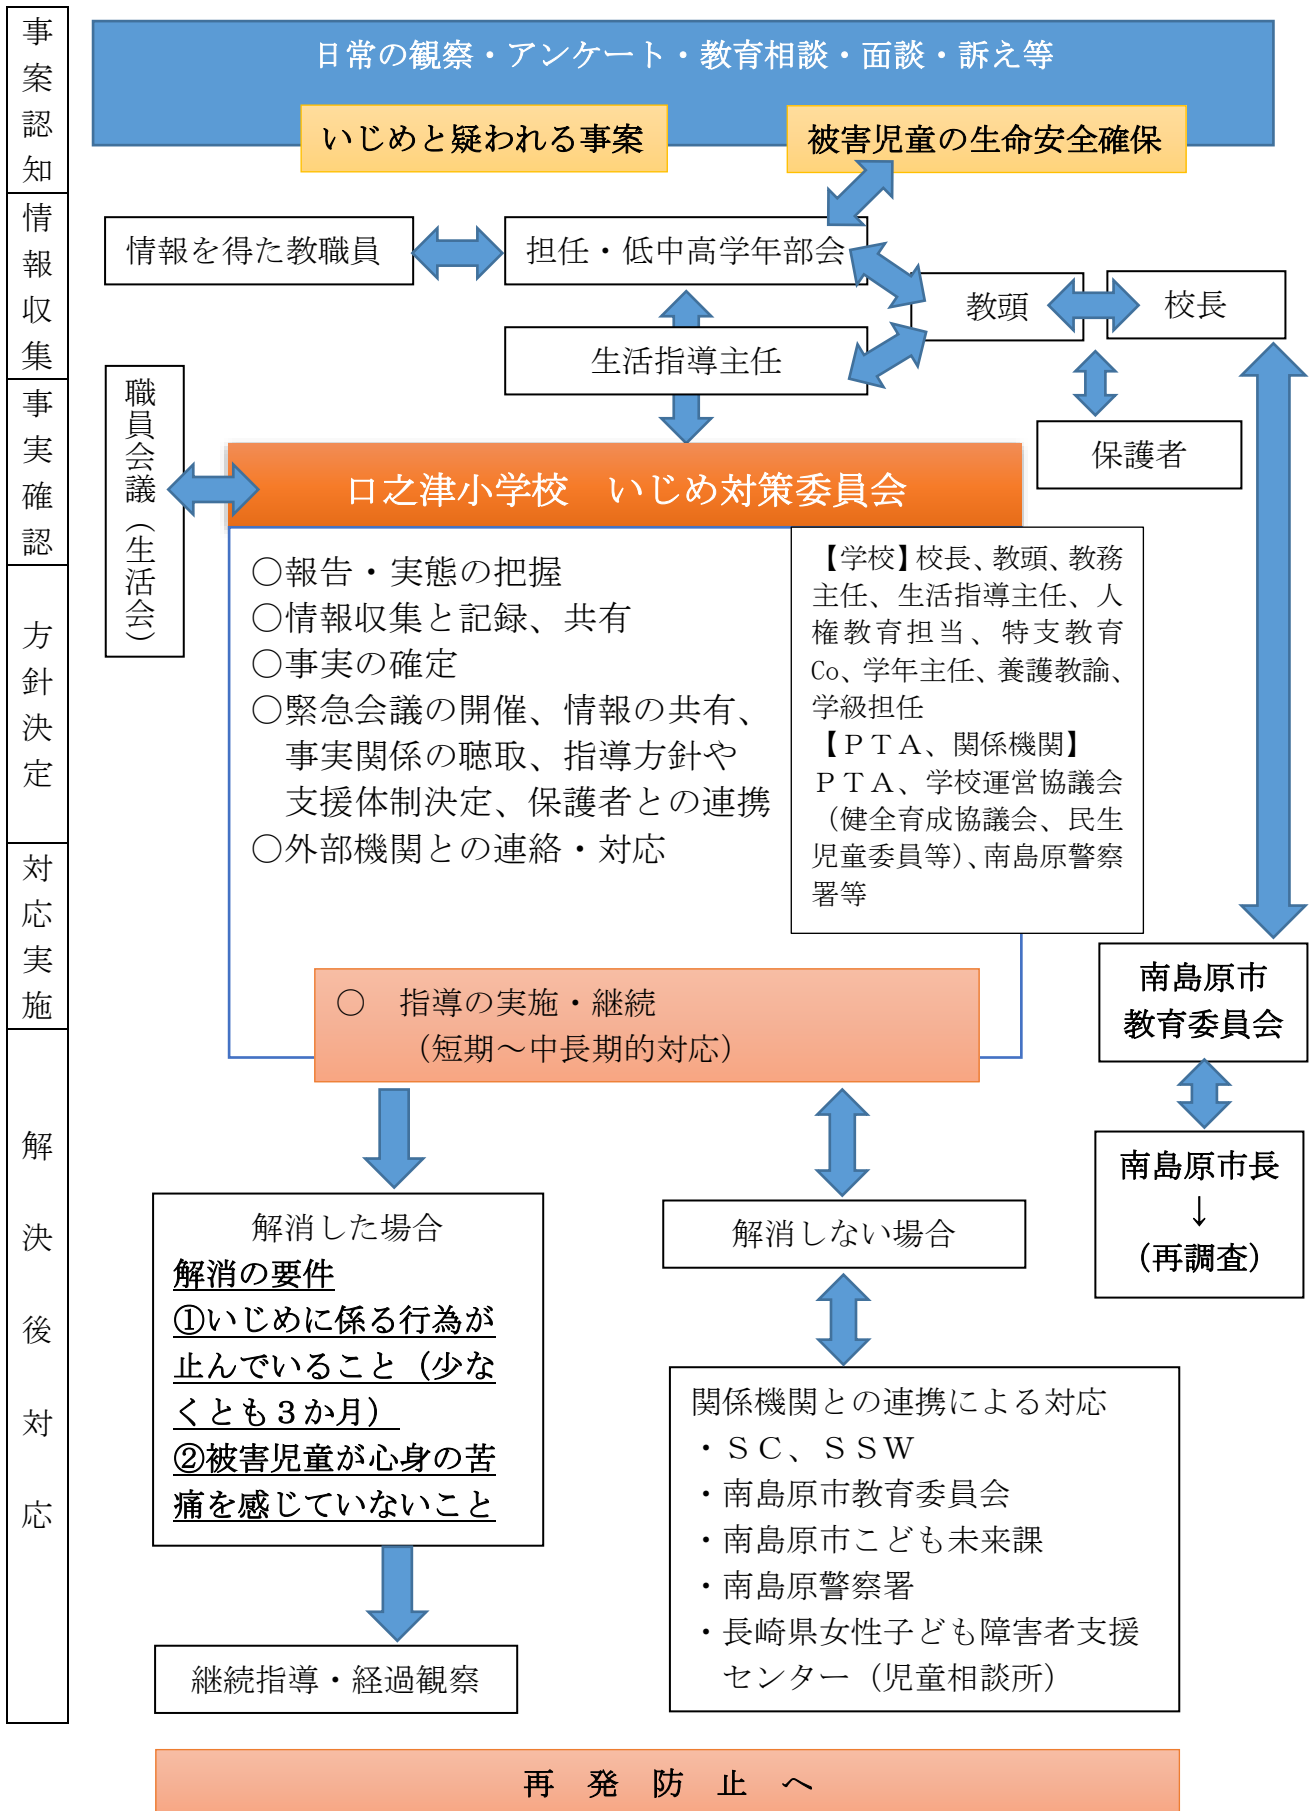 事案認知
情報収集
事実確認
方針決定
対応実施
解決後対応
日常の観察・アンケート・教育相談・面談・訴え等
いじめと疑われる事案
被害児童の生命安全確保
情報を得た教職員
担任・低中高学年部会
教頭
校長
生活指導主任
保護者
職員会議（生活会）
口之津小学校　いじめ対策委員会
○報告・実態の把握
○情報収集と記録、共有
○事実の確定
○緊急会議の開催、情報の共有、
事実関係の聴取、指導方針や
支援体制決定、保護者との連携
○外部機関との連絡・対応
【学校】校長、教頭、教務
主任、生活指導主任、人
権教育担当、特支教育
Co、学年主任、養護教諭、
学級担任
【ＰＴＡ、関係機関】
ＰＴＡ、学校運営協議会
（健全育成協議会、民生
児童委員等）、南島原警察
署等
○　指導の実施・継続
（短期～中長期的対応）
南島原市
教育委員会
南島原市長
↓
（再調査）
解消した場合
解消の要件
①いじめに係る行為が
止んでいること（少な
くとも３か月）
②被害児童が心身の苦
痛を感じていないこと
継続指導・経過観察
解消しない場合
関係機関との連携による対応
・ＳＣ、ＳＳＷ
・南島原市教育委員会
・南島原市こども未来課
・南島原警察署
・長崎県女性子ども障害者支援
センター（児童相談所）
再　発　防　止　へ